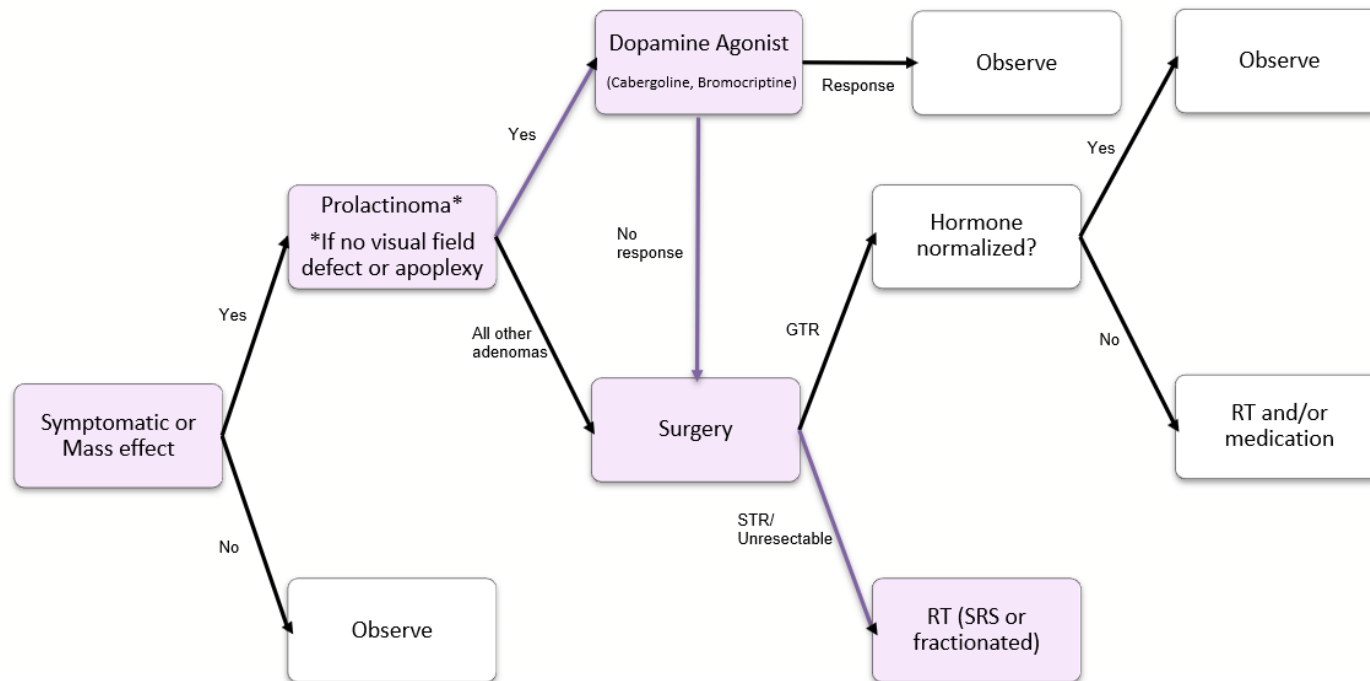 Symptomatic or
Mass effect
Yes
No
Prolactinoma*
*If no visual field
defect or apoplexy
Observe
Yes
All other
adenomas
Dopamine Agonist
(Cabergoline, Bromocriptine)
Response
Observe
No
response
Surgery
GTR
STR/
Unresectable
Hormone
normalized?
RT (SRS or
fractionated)
Yes
No
Observe
RT and/or
medication